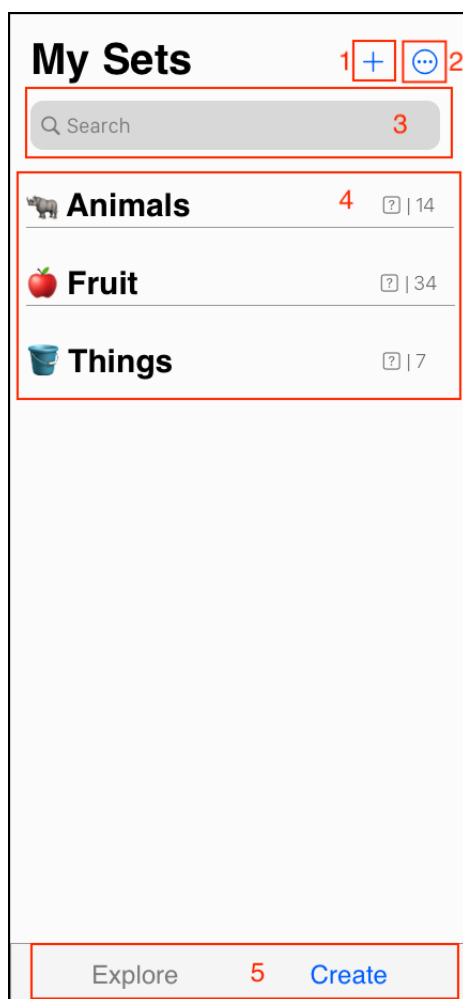 My Sets 1 + 2
Search 3
Animals 4 ? | 14
Fruit ? | 34
Things ? | 7
Explore 5 Create